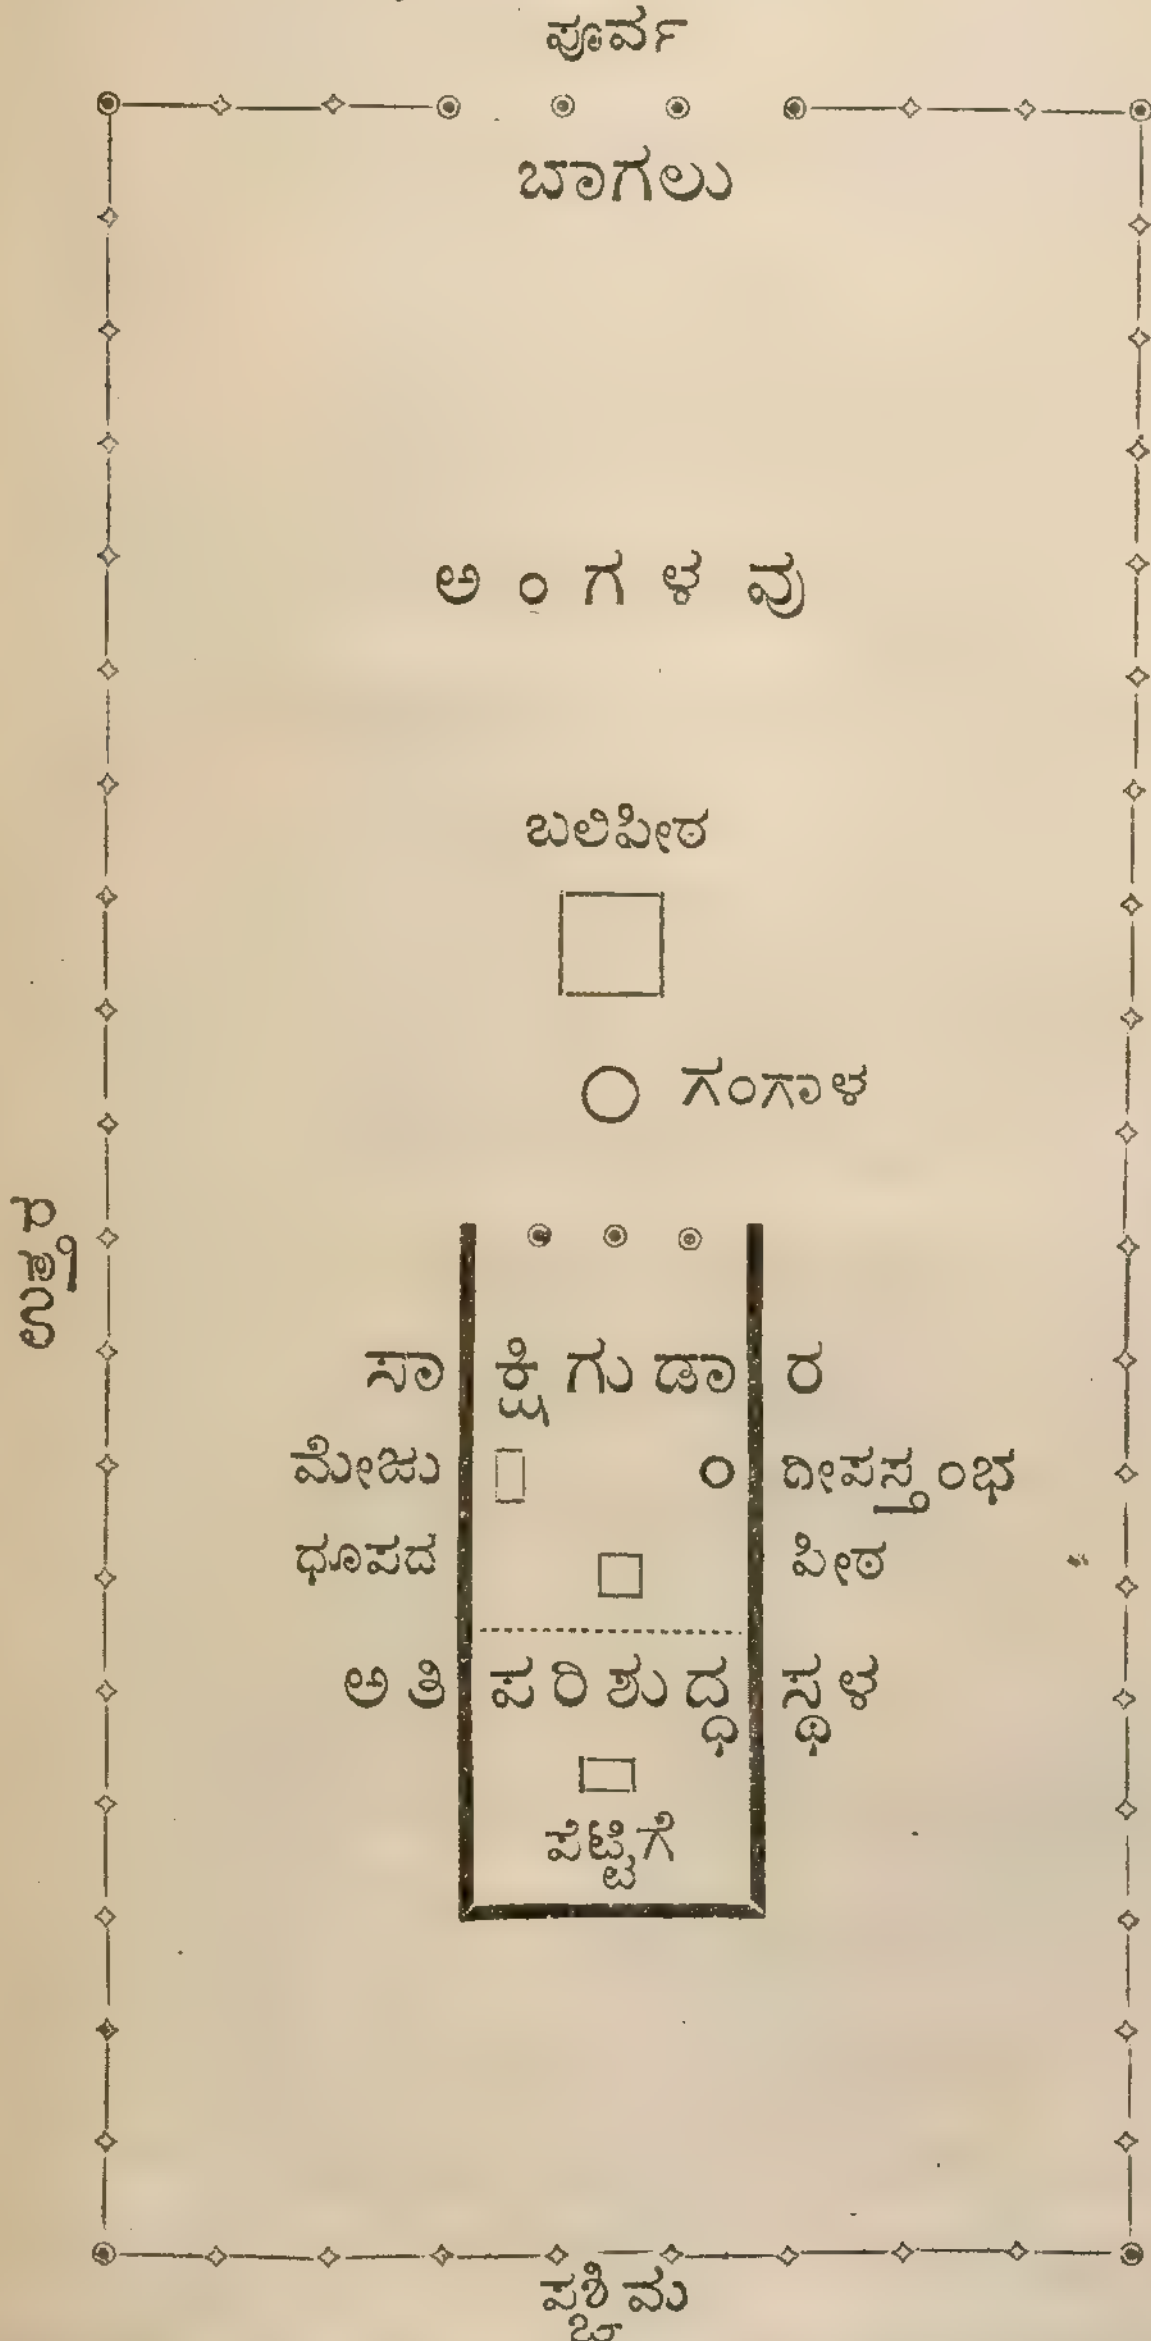 ಪೂರ್ವ
ಬಾಗಲು
ಅಂಗಳವು
ಬಲಿಪೀಠ
ಗಂಗಾಳ
ಉತ್ತರ
ಸಾಕ್ಷಿಗುಡಾರ
ಮೇಜು ದೀಪಸ್ತಂಭ
ಧೂಪದ ಪೀಠ
ಅತಿಪರಿಶುದ್ಧ ಸ್ಥಳ
ಪೆಟ್ಟಿಗೆ
ಪಶ್ಚಿಮ